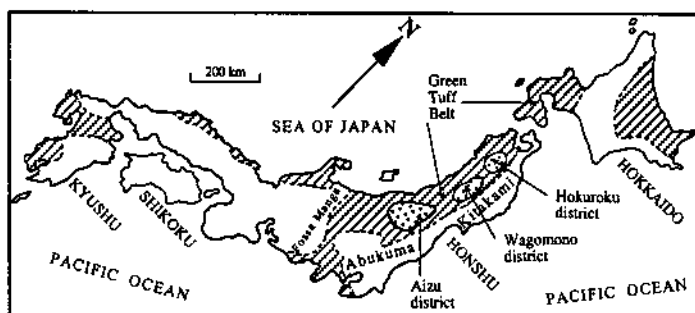 N
200 km
SEA OF JAPAN
Green
Tuff
Belt
HOKKAIDO
Hokuroku
district
Kitakami
Wagomono
district
HONSHU
Abukuma
Aizu
district
Fossa Manga
KYUSHU
SHIKOKU
PACIFIC OCEAN
PACIFIC OCEAN